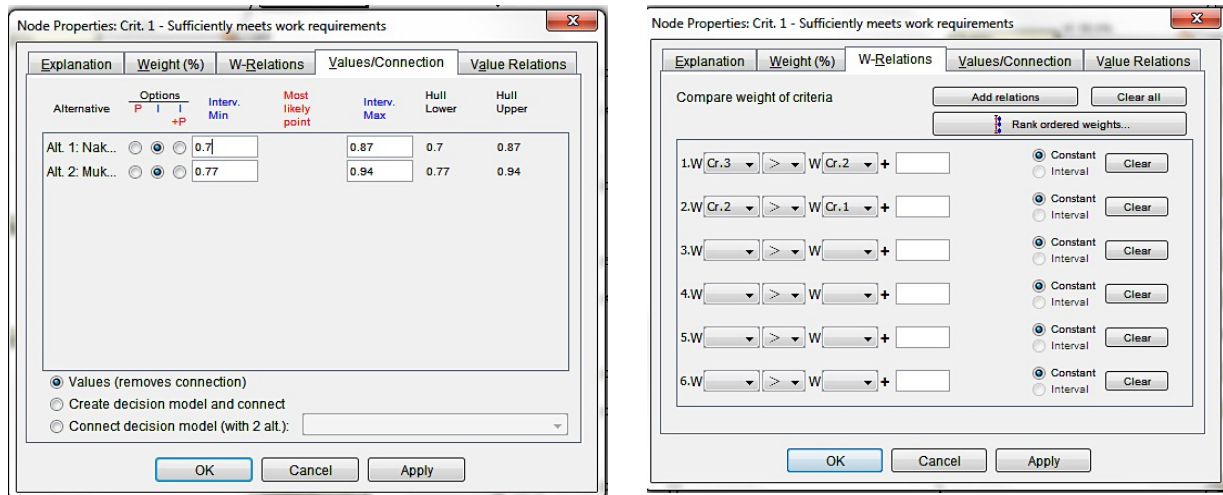 Node Properties: Crit. 1 - Sufficiently meets work requirements
X
Explanation Weight (%) W-Relations Values/Connection Value Relations
Alternative Options P I I +P Interv. Min Most likely point Interv. Max Hull Lower Hull Upper
Alt. 1: Nak... 0.7 0.87 0.7 0.87
Alt. 2: Muk... 0.77 0.94 0.77 0.94
Values (removes connection)
Create decision model and connect
Connect decision model (with 2 alt.):
OK Cancel Apply
Node Properties: Crit. 1 - Sufficiently meets work requirements
X
Explanation Weight (%) W-Relations Values/Connection Value Relations
Compare weight of criteria Add relations Clear all
Rank ordered weights...
1.W Cr.3 > W Cr.2 + Constant Interval Clear
2.W Cr.2 > W Cr.1 + Constant Interval Clear
3.W > W + Constant Interval Clear
4.W > W + Constant Interval Clear
5.W > W + Constant Interval Clear
6.W > W + Constant Interval Clear
OK Cancel Apply